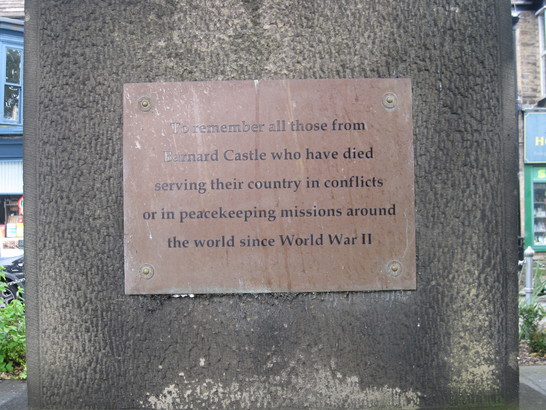 To remember all those from
Barnard Castle who have died
serving their country in conflicts
or in peacekeeping missions around
the world since World War II